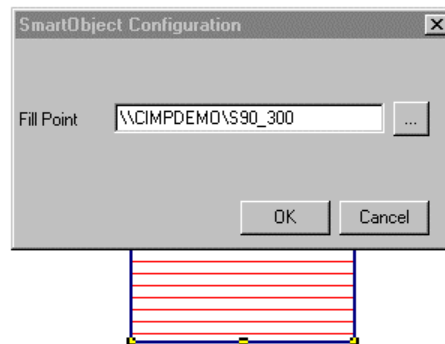 SmartObject Configuration
Fill Point
\\CIMPDEMO\S90_300
...
OK
Cancel